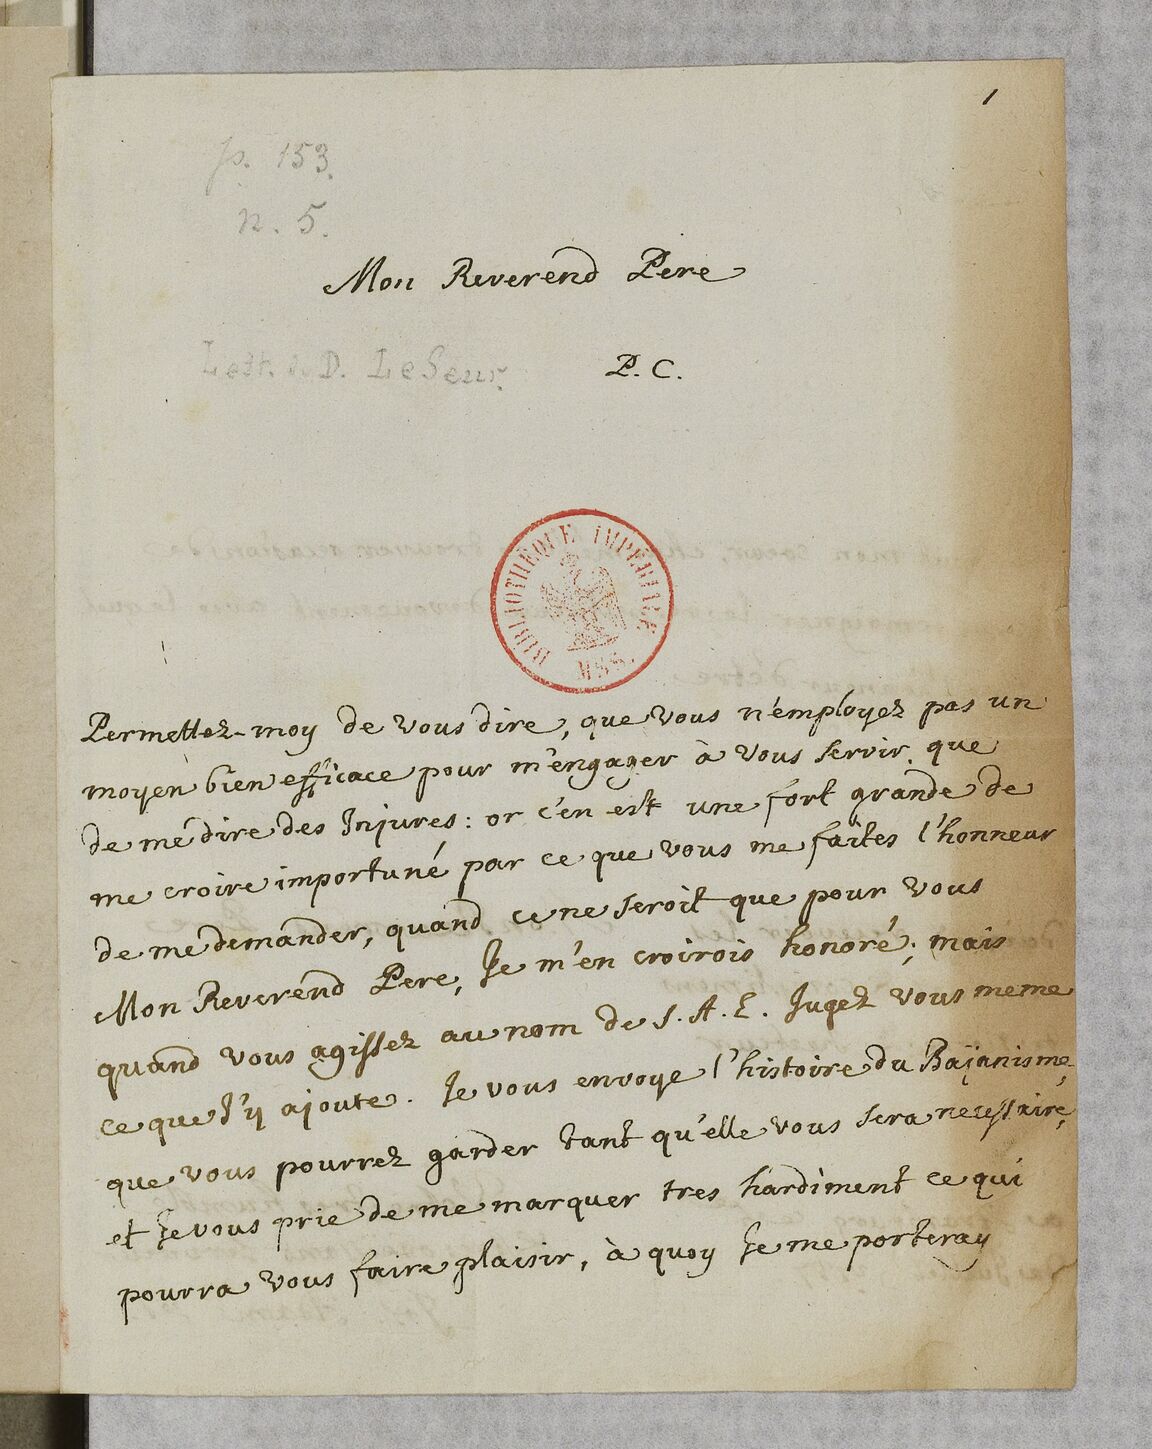 1
p. 153.
n. 5.
Mon Reverend Pere
P. C.
Lett. de D. Le Seur.
BIBLIOTHÈQUE IMPÉRIALE
MSS.
Permettez-moy de vous dire, que vous n'employez pas un
moyen bien efficace pour m'engager à vous servir, que
de me dire des Injures: or c'en est une fort grande de
me croire importuné par ce que vous me faites l'honneur
de me demander, quand ce ne seroit que pour vous
Mon Reverend Pere, Je m'en croirois honoré; mais
quand vous agissez au nom de S. A. E. Jugez vous meme
ce que J'y ajoute. Je vous envoye l'histoire du Bajanisme,
que vous pourrez garder tant qu'elle vous sera necessaire,
et Je vous prie de me marquer tres hardiment ce qui
pourra vous faire plaisir, à quoy Je me porteray